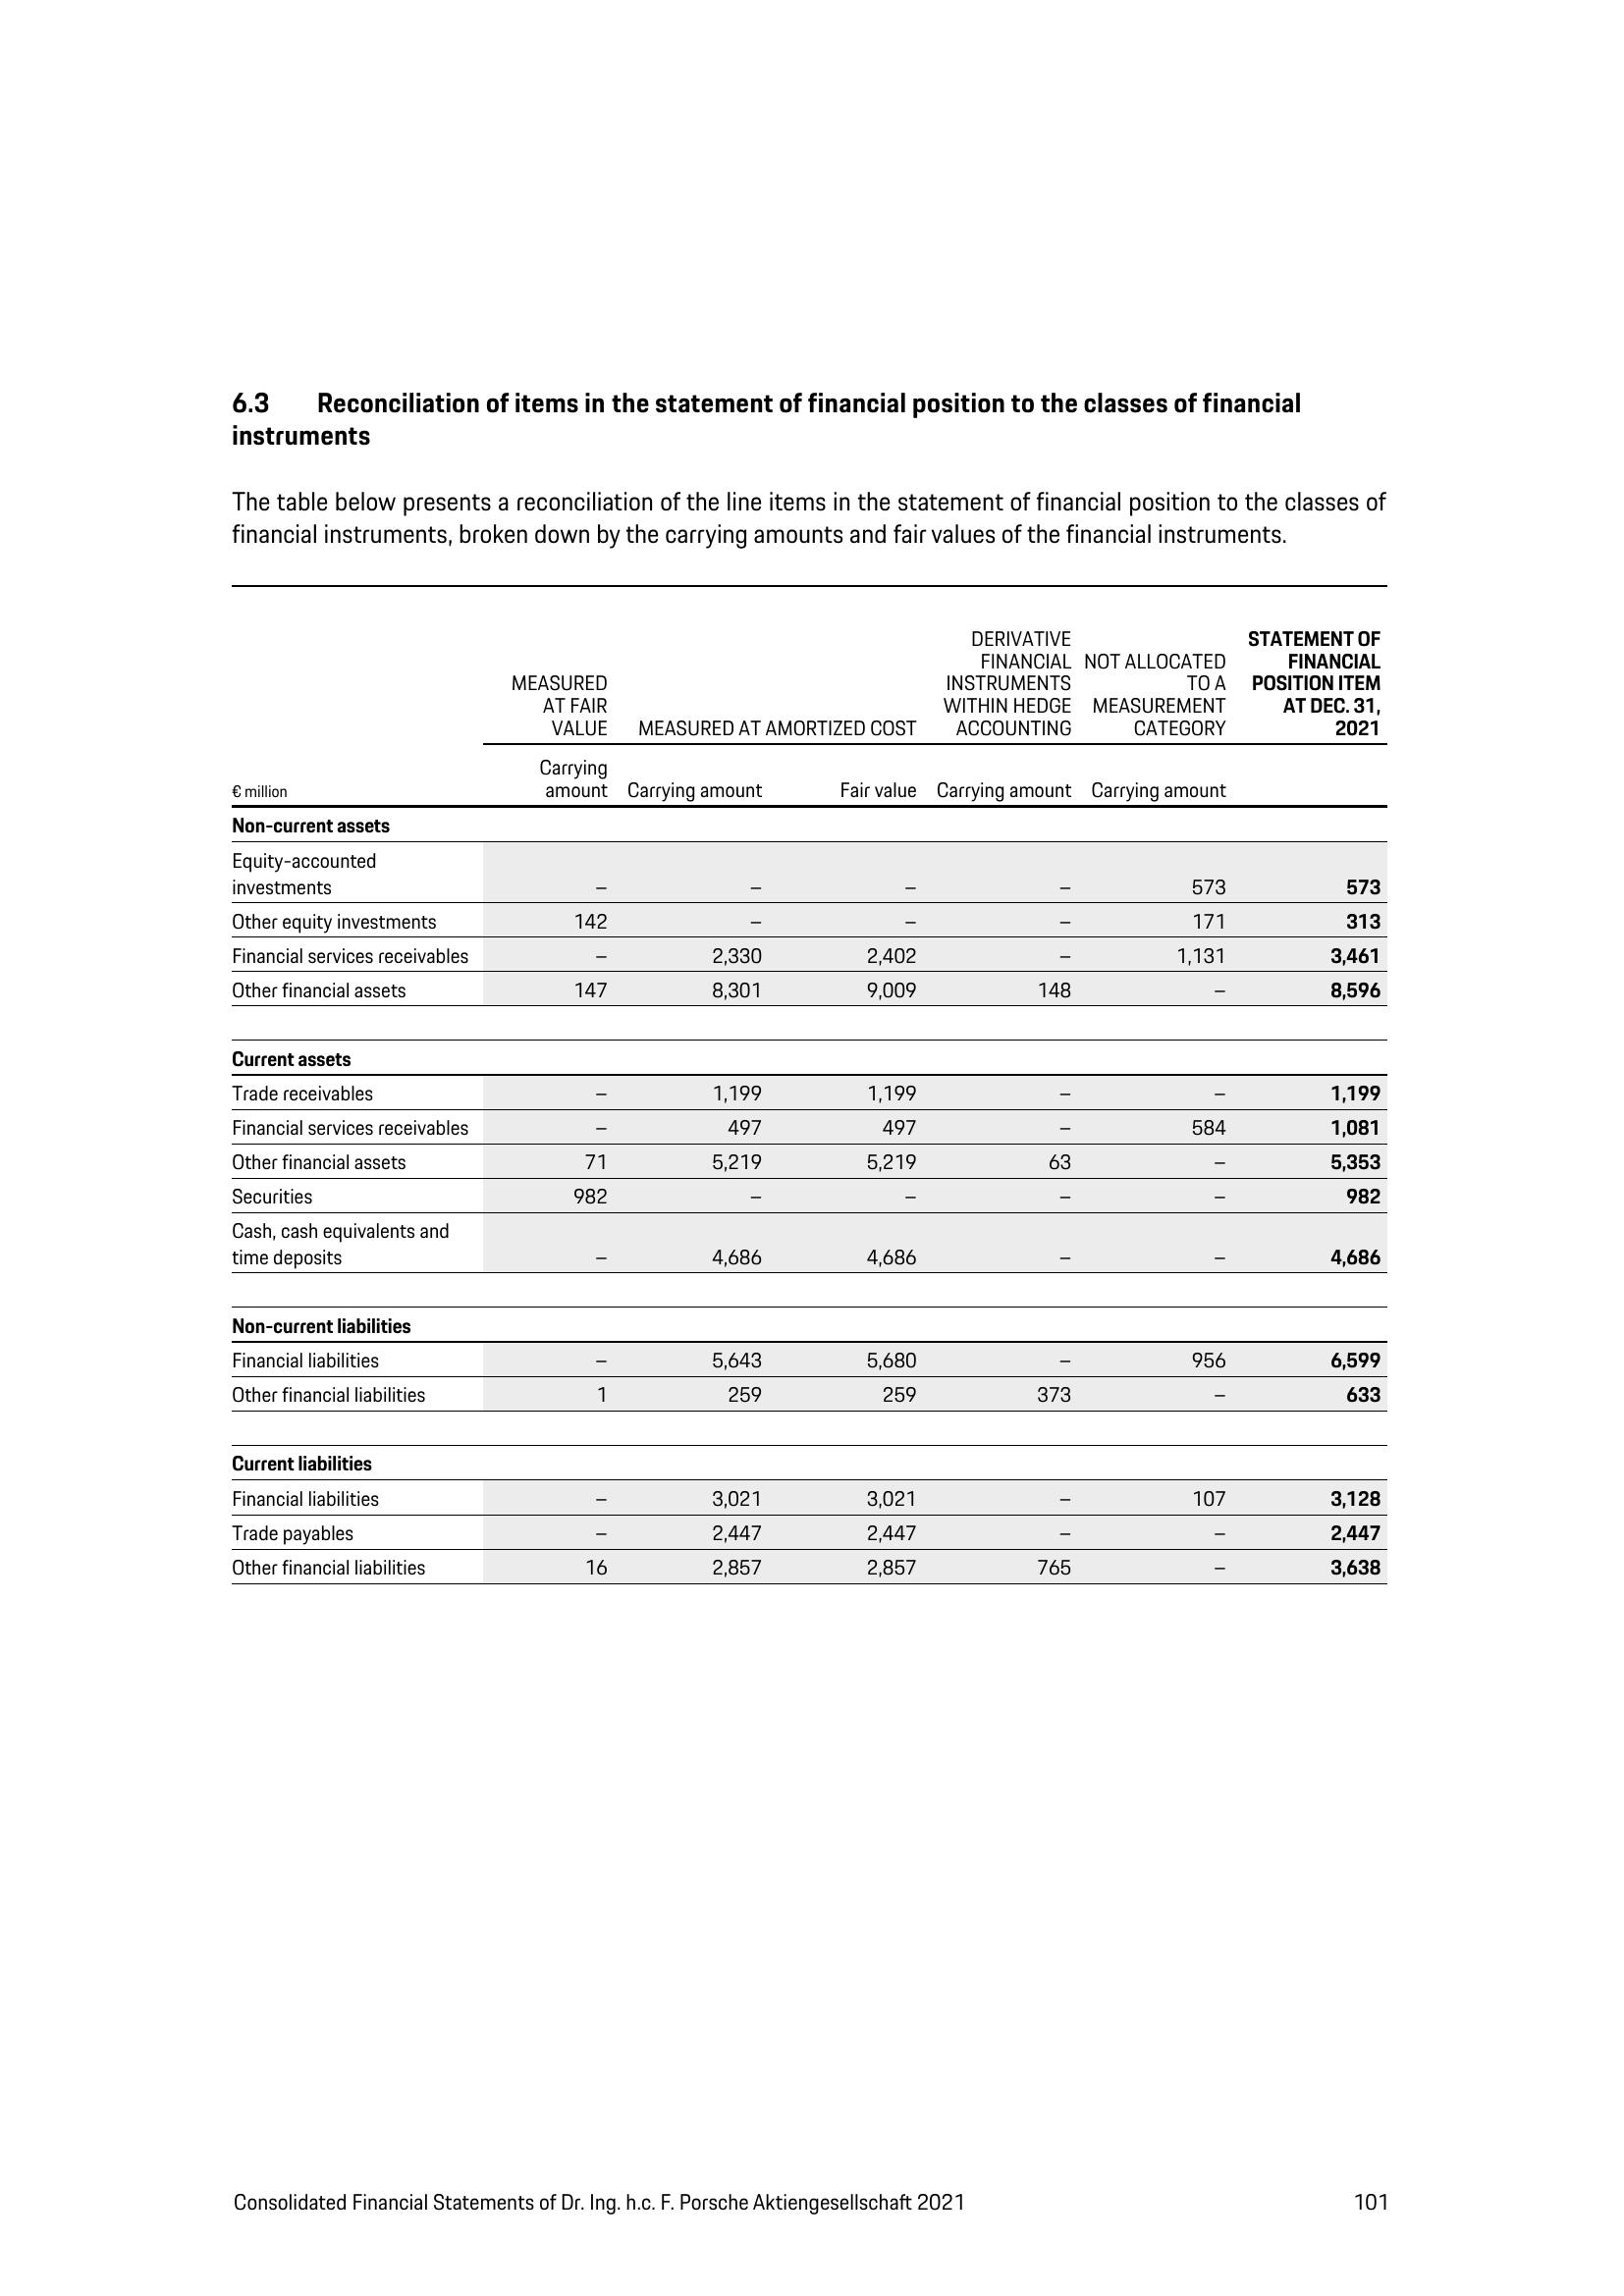 6.3 Reconciliation of items in the statement of financial position to the classes of financial
instruments
The table below presents a reconciliation of the line items in the statement of financial position to the classes of
financial instruments, broken down by the carrying amounts and fair values of the financial instruments.
MEASURED
AT FAIR
VALUE
MEASURED AT AMORTIZED COST
DERIVATIVE
FINANCIAL
INSTRUMENTS
WITHIN HEDGE
ACCOUNTING
NOT ALLOCATED
TO A
MEASUREMENT
CATEGORY
STATEMENT OF
FINANCIAL
POSITION ITEM
AT DEC. 31,
2021
€ million Carrying amount Carrying amount Fair value Carrying amount Carrying amount
Non-current assets
Equity-accounted
investments – – – – 573 573
Other equity investments 142 – – – 171 313
Financial services receivables – 2,330 2,402 – 1,131 3,461
Other financial assets 147 8,301 9,009 148 – 8,596
Current assets
Trade receivables – 1,199 1,199 – – 1,199
Financial services receivables – 497 497 – 584 1,081
Other financial assets 71 5,219 5,219 63 – 5,353
Securities 982 – – – – 982
Cash, cash equivalents and
time deposits – 4,686 4,686 – – 4,686
Non-current liabilities
Financial liabilities – 5,643 5,680 – 956 6,599
Other financial liabilities 1 259 259 373 – 633
Current liabilities
Financial liabilities – 3,021 3,021 – 107 3,128
Trade payables – 2,447 2,447 – – 2,447
Other financial liabilities 16 2,857 2,857 765 – 3,638
Consolidated Financial Statements of Dr. Ing. h.c. F. Porsche Aktiengesellschaft 2021 101